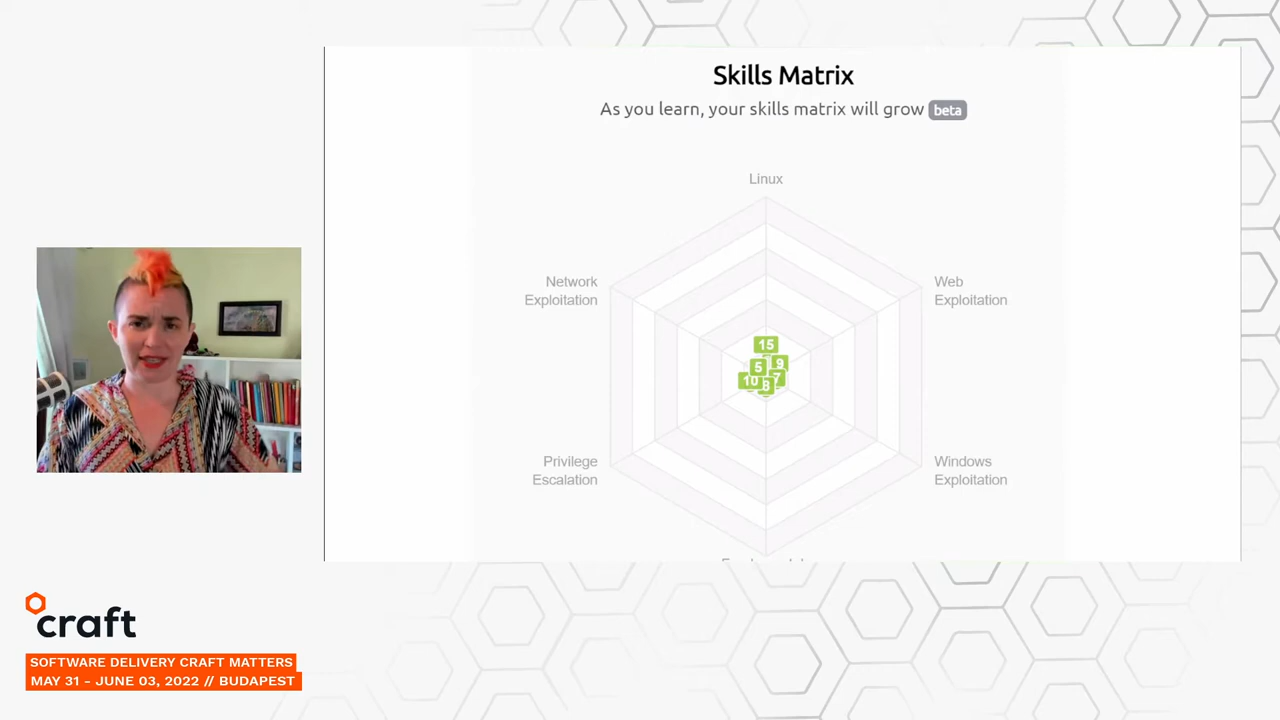 Skills Matrix
As you learn, your skills matrix will grow beta
Linux
Network
Exploitation
Web
Exploitation
15
9
5
7
10
8
Privilege
Escalation
Windows
Exploitation
craft
SOFTWARE DELIVERY CRAFT MATTERS
MAY 31 - JUNE 03, 2022 // BUDAPEST